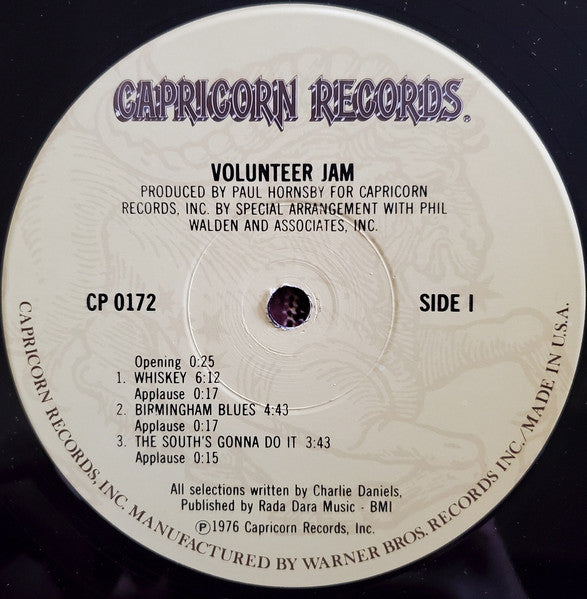 CAPRICORN RECORDS®
VOLUNTEER JAM
PRODUCED BY PAUL HORNSBY FOR CAPRICORN
RECORDS, INC. BY SPECIAL ARRANGEMENT WITH PHIL
WALDEN AND ASSOCIATES, INC.
CP 0172
SIDE I
Opening 0:25
1. WHISKEY 6:12
Applause 0:17
2. BIRMINGHAM BLUES 4:43
Applause 0:17
3. THE SOUTH'S GONNA DO IT 3:43
Applause 0:15
All selections written by Charlie Daniels,
Published by Rada Dara Music - BMI
℗1976 Capricorn Records, Inc.
CAPRICORN RECORDS, INC. MANUFACTURED BY WARNER BROS. RECORDS INC./MADE IN U.S.A.